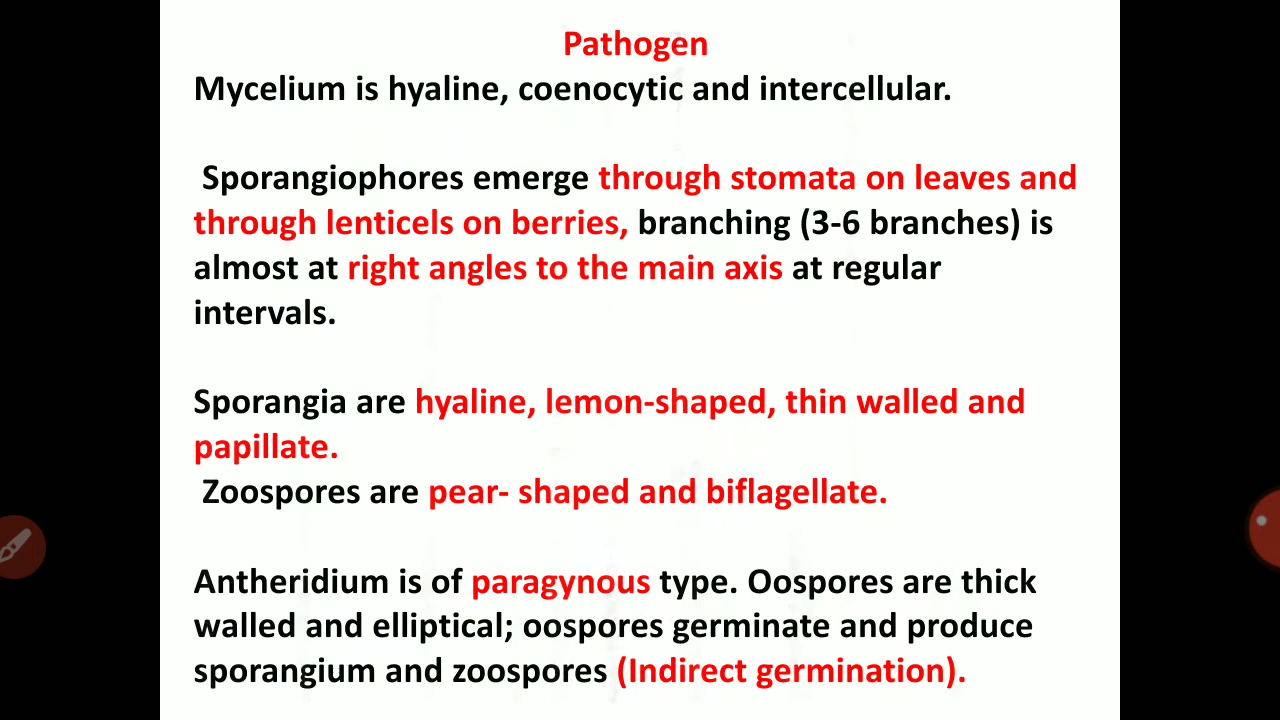 Pathogen
Mycelium is hyaline, coenocytic and intercellular.
Sporangiophores emerge through stomata on leaves and
through lenticels on berries, branching (3-6 branches) is
almost at right angles to the main axis at regular
intervals.
Sporangia are hyaline, lemon-shaped, thin walled and
papillate.
Zoospores are pear- shaped and biflagellate.
Antheridium is of paragynous type. Oospores are thick
walled and elliptical; oospores germinate and produce
sporangium and zoospores (Indirect germination).